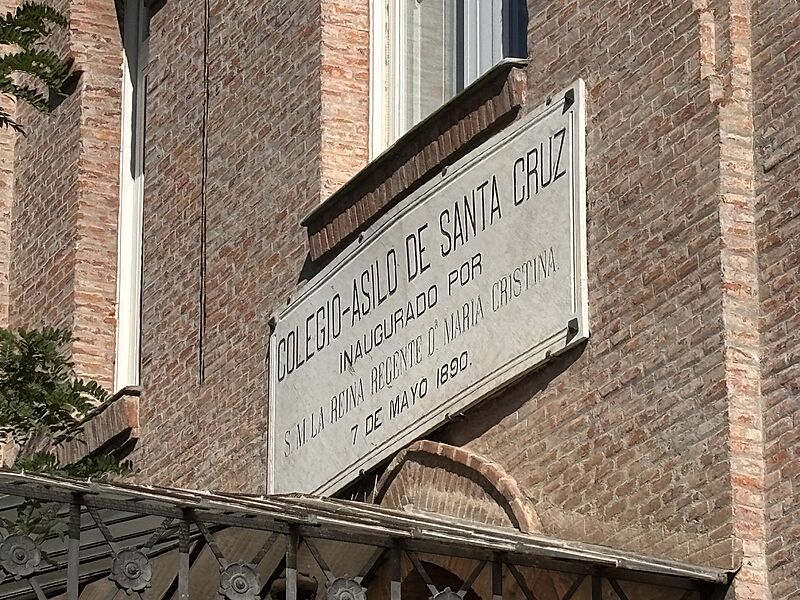 COLEGIO-ASILO DE SANTA CRUZ
INAUGURADO POR
S. M. LA REINA REGENTE Dª MARIA CRISTINA.
7 DE MAYO 1890.